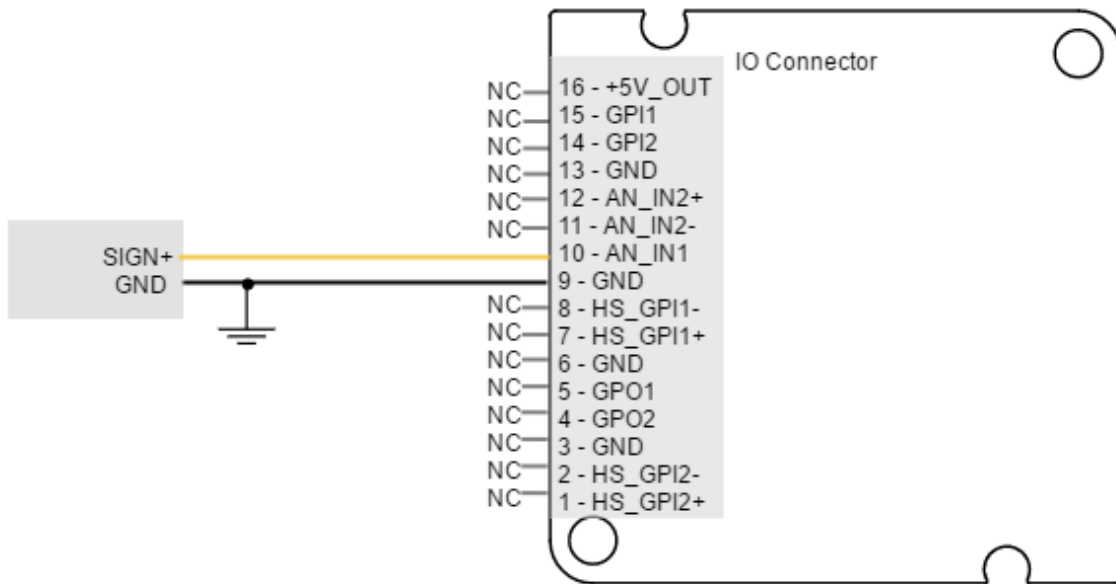 IO Connector
NC 16 - +5V_OUT
NC 15 - GPI1
NC 14 - GPI2
NC 13 - GND
NC 12 - AN_IN2+
NC 11 - AN_IN2-
SIGN+ 10 - AN_IN1
GND 9 - GND
NC 8 - HS_GPI1-
NC 7 - HS_GPI1+
NC 6 - GND
NC 5 - GPO1
NC 4 - GPO2
NC 3 - GND
NC 2 - HS_GPI2-
NC 1 - HS_GPI2+